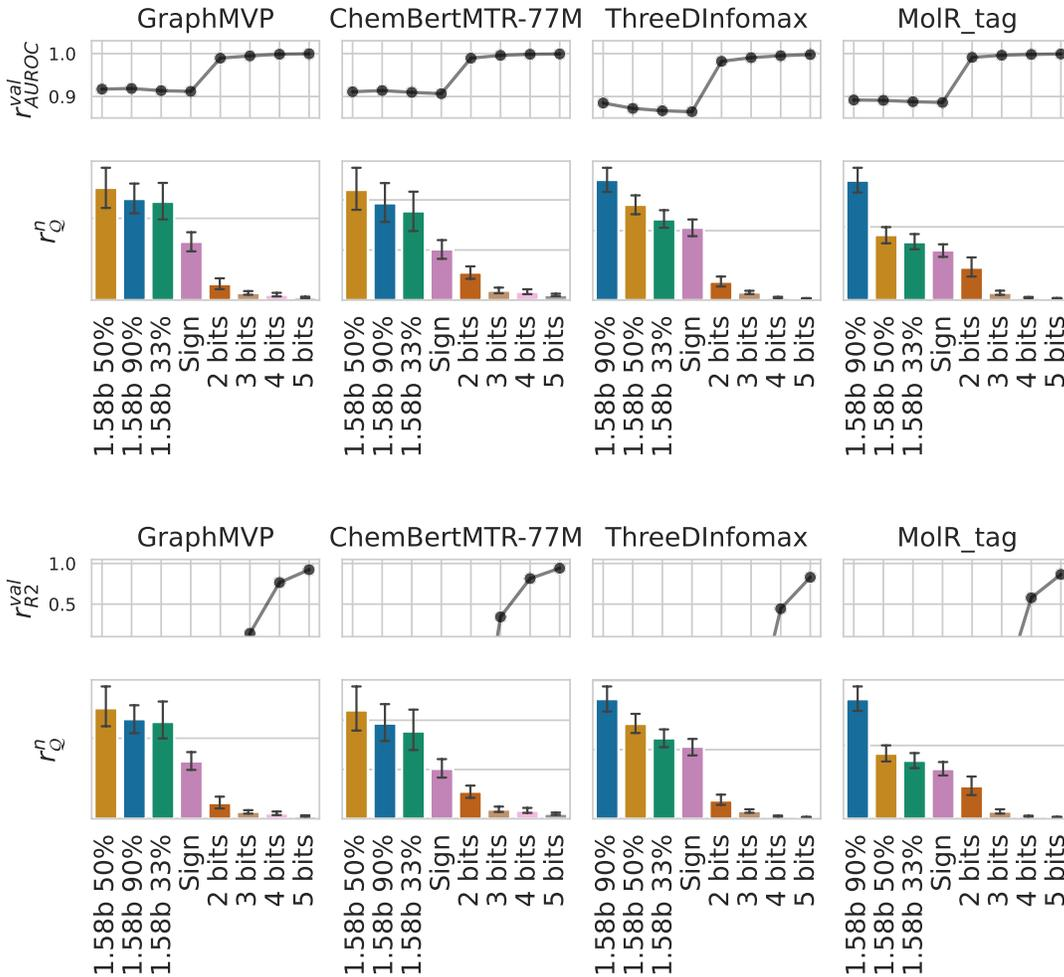 GraphMVP ChemBertMTR-77M ThreeDInfomax MolR_tag
r^{val}_{AUROC}
1.0
0.9
r^{n}_{Q}
1.58b 50% 1.58b 90% 1.58b 33% Sign 2 bits 3 bits 4 bits 5 bits
1.58b 50% 1.58b 90% 1.58b 33% Sign 2 bits 3 bits 4 bits 5 bits
1.58b 90% 1.58b 50% 1.58b 33% Sign 2 bits 3 bits 4 bits 5 bits
1.58b 90% 1.58b 50% 1.58b 33% Sign 2 bits 3 bits 4 bits 5 bits
GraphMVP ChemBertMTR-77M ThreeDInfomax MolR_tag
r^{val}_{R2}
1.0
0.5
r^{n}_{Q}
1.58b 50% 1.58b 90% 1.58b 33% Sign 2 bits 3 bits 4 bits 5 bits
1.58b 50% 1.58b 90% 1.58b 33% Sign 2 bits 3 bits 4 bits 5 bits
1.58b 90% 1.58b 50% 1.58b 33% Sign 2 bits 3 bits 4 bits 5 bits
1.58b 90% 1.58b 50% 1.58b 33% Sign 2 bits 3 bits 4 bits 5 bits